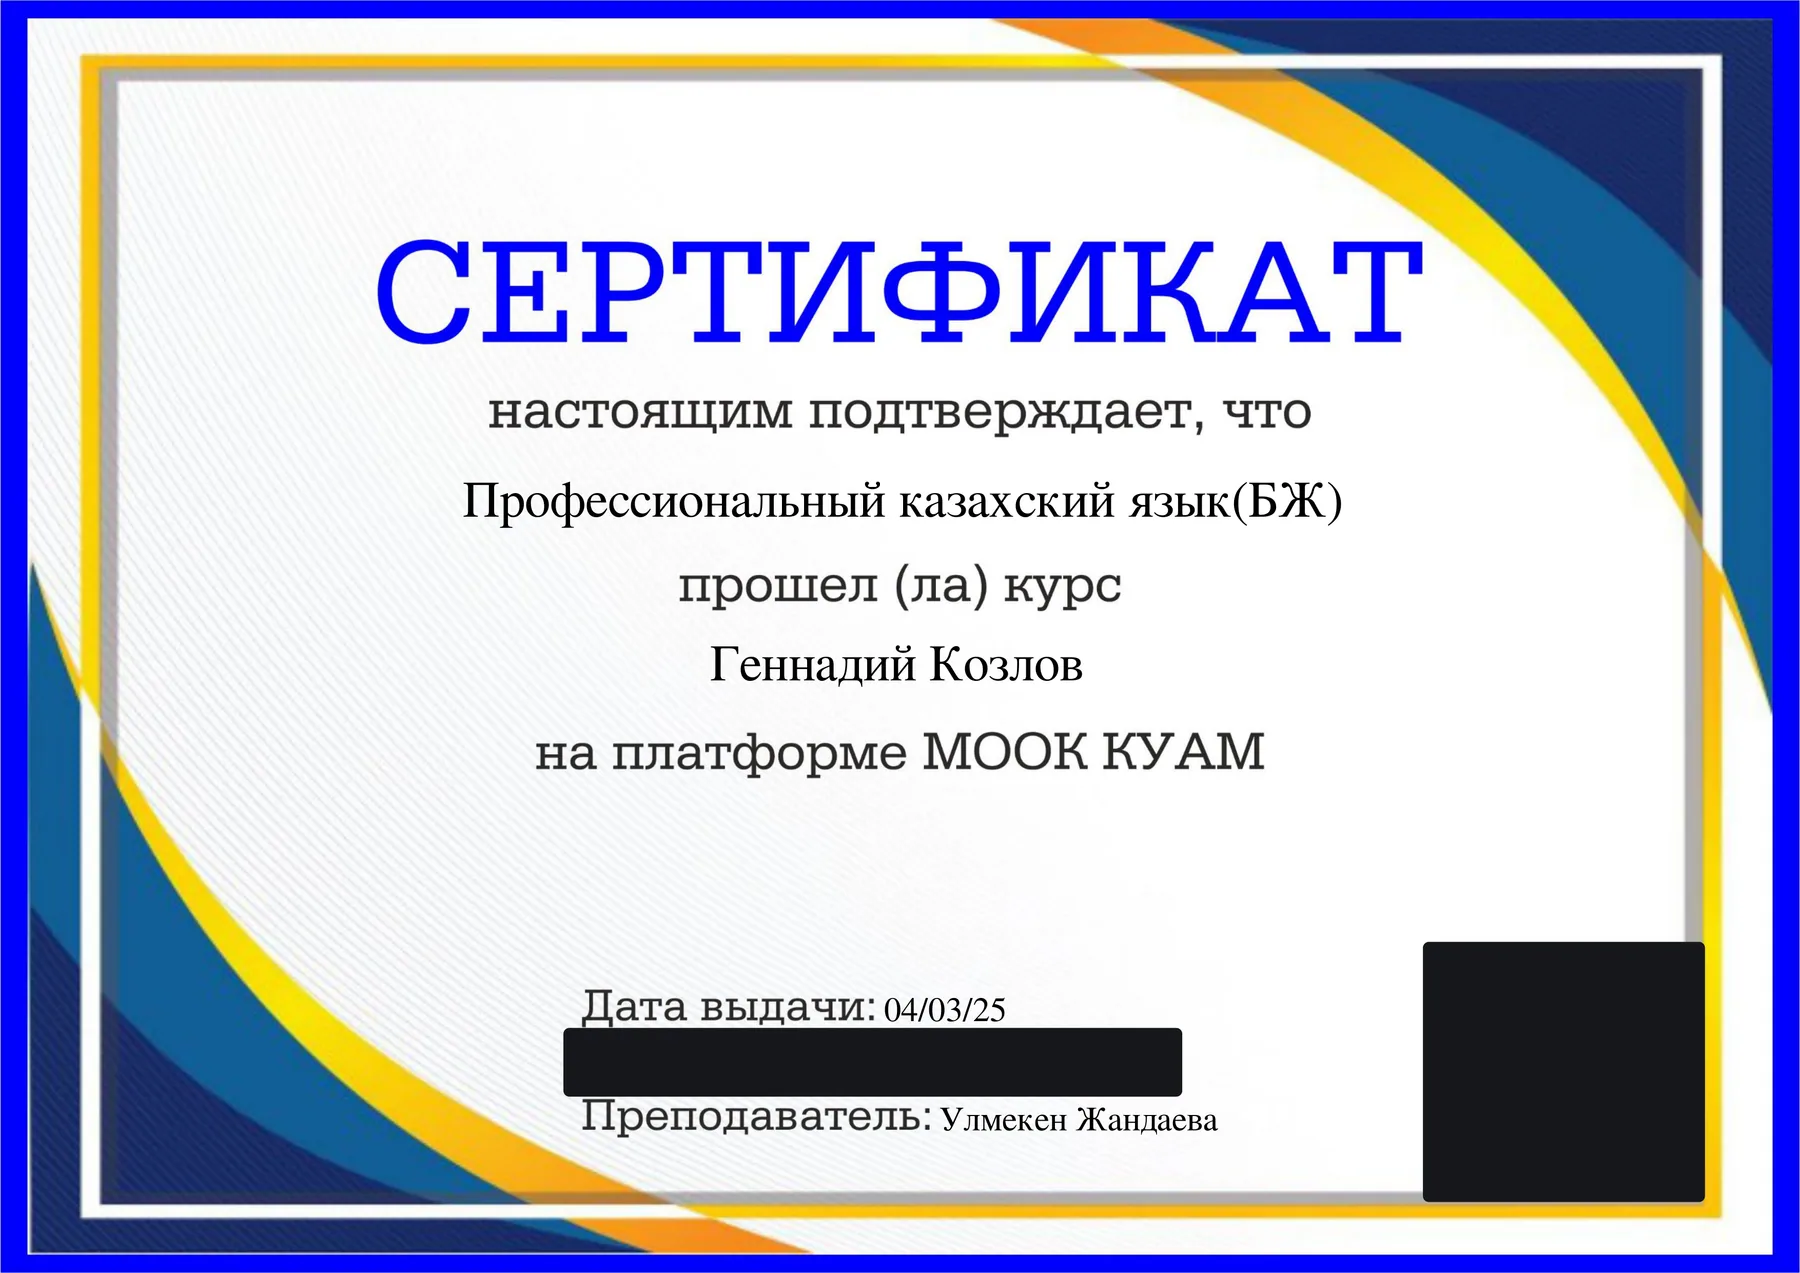 СЕРТИФИКАТ
настоящим подтверждает, что
Профессиональный казахский язык(БЖ)
прошел (ла) курс
Геннадий Козлов
на платформе МООК КУАМ
Дата выдачи: 04/03/25
Преподаватель: Улмекен Жандаева